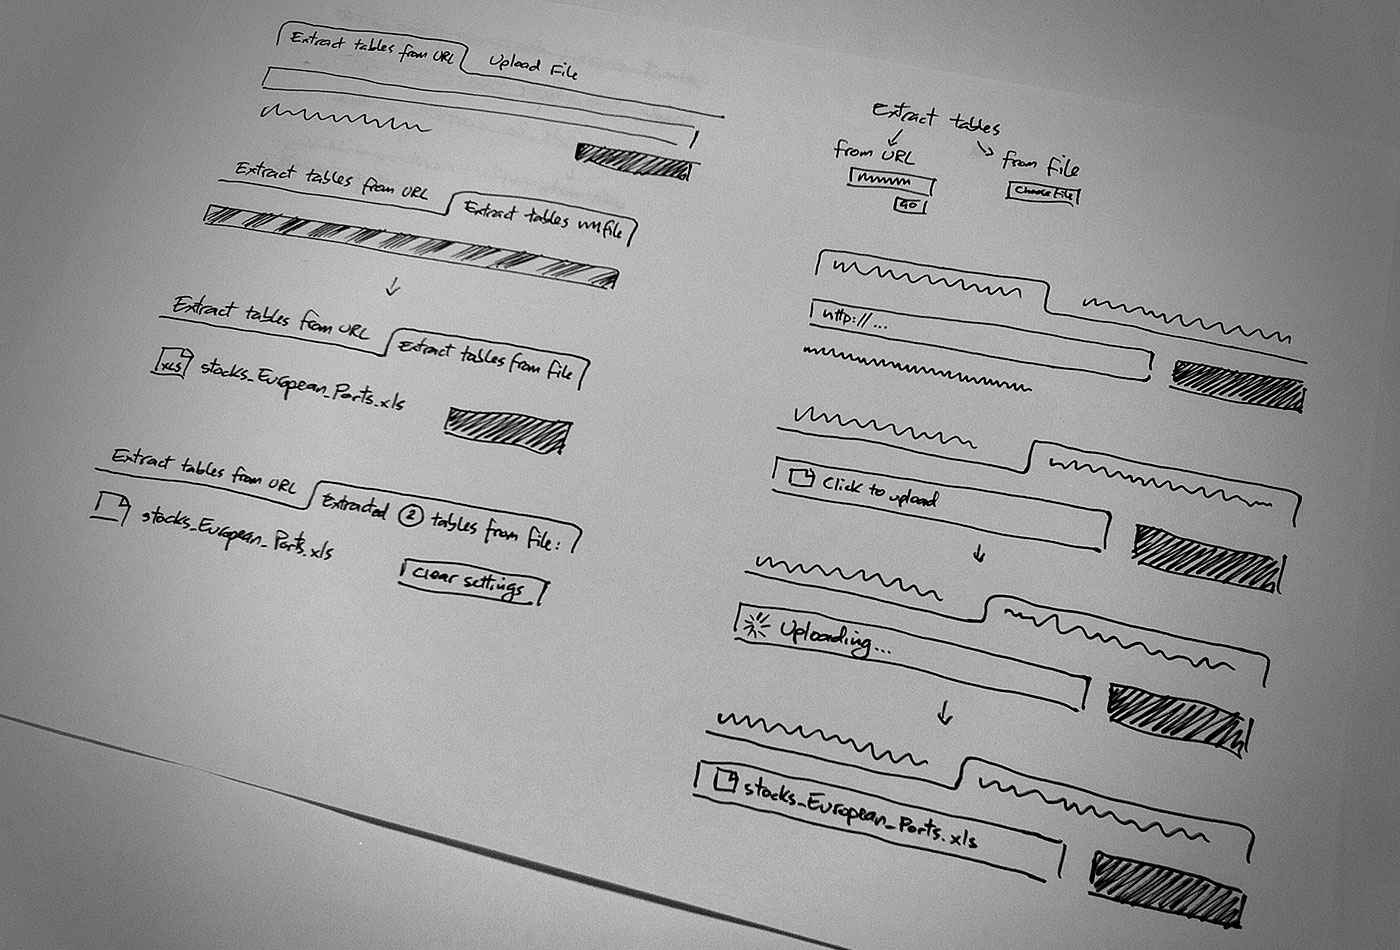 Extract tables from URL
Upload File
Extract tables from URL
Extract tables file
Extract tables from URL
Extract tables from file
XLS
stocks_European_Ports.xls
Extract tables from URL
Extracted 2 tables from file:
stocks_European_Ports.xls
clear settings
Extract tables
from URL
GO
from file
Choose File
http://...
Click to upload
Uploading...
stocks_European_Ports.xls